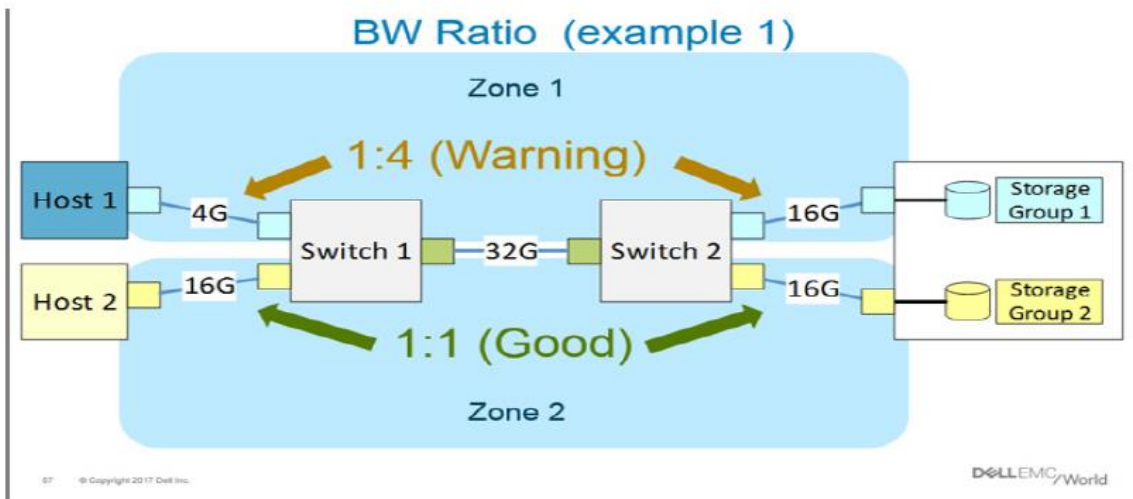 BW Ratio (example 1)
Zone 1
1:4 (Warning)
Host 1
4G
Switch 1
32G
Switch 2
16G
Storage
Group 1
Host 2
16G
16G
Storage
Group 2
1:1 (Good)
Zone 2
57 © Copyright 2017 Dell Inc.
DELLEMC/World